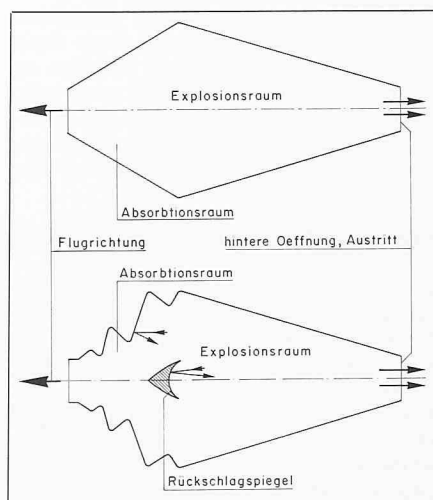 Explosionsraum
Absorbtionsraum
Flugrichtung
hintere Oeffnung, Austritt
Absorbtionsraum
Explosionsraum
Rückschlagspiegel